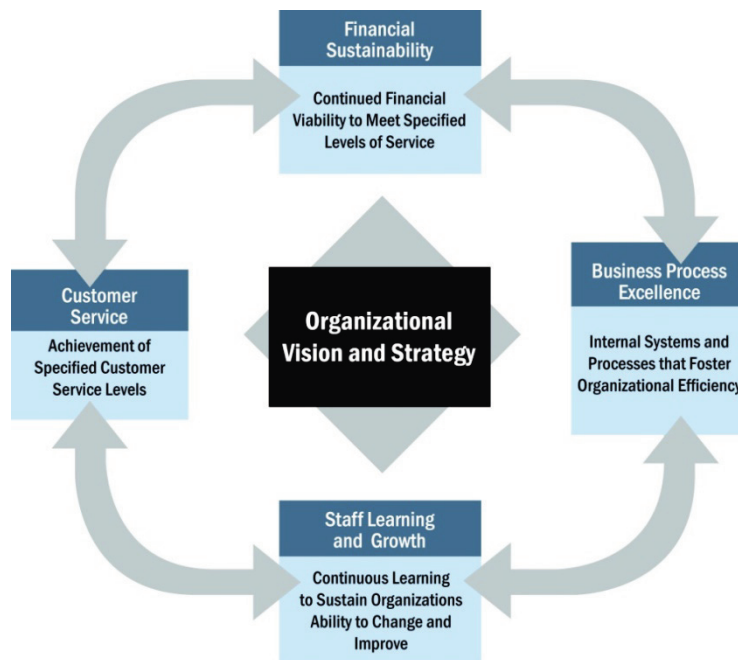 Financial
Sustainability
Continued Financial
Viability to Meet Specified
Levels of Service
Customer
Service
Achievement of
Specified Customer
Service Levels
Organizational
Vision and Strategy
Business Process
Excellence
Internal Systems and
Processes that Foster
Organizational Efficiency
Staff Learning
and Growth
Continuous Learning
to Sustain Organizations
Ability to Change and
Improve